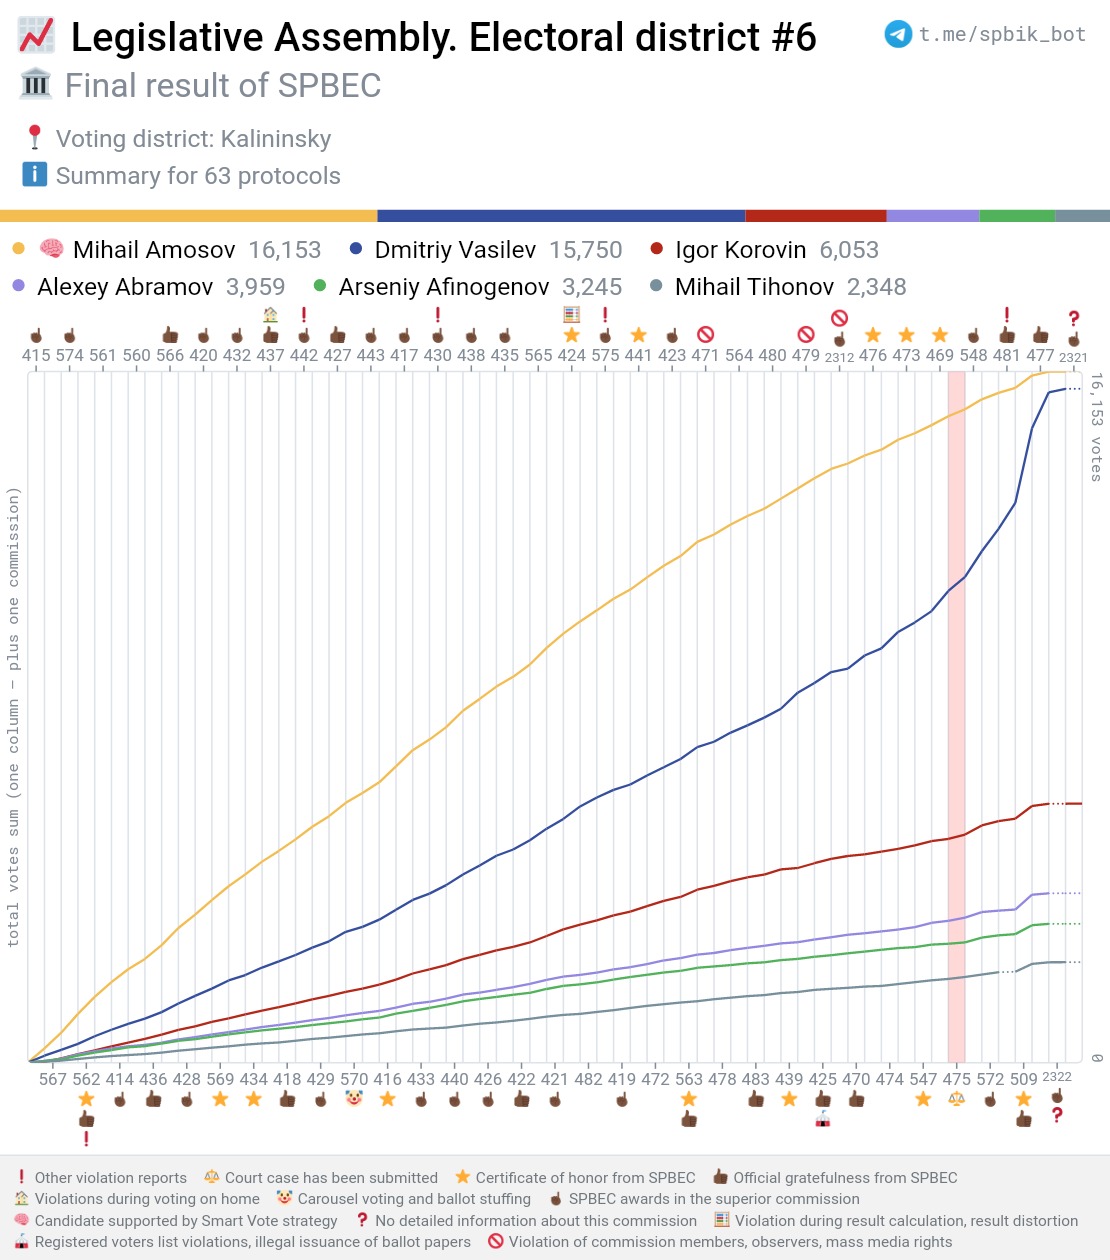 Legislative Assembly. Electoral district #6
t.me/spbik_bot
Final result of SPBEC
Voting district: Kalininsky
Summary for 63 protocols
Mihail Amosov 16,153 Dmitriy Vasilev 15,750 Igor Korovin 6,053
Alexey Abramov 3,959 Arseniy Afinogenov 3,245 Mihail Tihonov 2,348
415 574 561 560 566 420 432 437 442 427 443 417 430 438 435 565 424 575 441 423 471 564 480 479 2312 476 473 469 548 481 477 2321
16,153 votes
total votes sum (one column – plus one commission)
0
567 562 414 436 428 569 434 418 429 570 416 433 440 426 422 421 482 419 472 563 478 483 439 425 470 474 547 475 572 509 2322
Other violation reports Court case has been submitted Certificate of honor from SPBEC Official gratefulness from SPBEC
Violations during voting on home Carousel voting and ballot stuffing SPBEC awards in the superior commission
Candidate supported by Smart Vote strategy No detailed information about this commission Violation during result calculation, result distortion
Registered voters list violations, illegal issuance of ballot papers Violation of commission members, observers, mass media rights